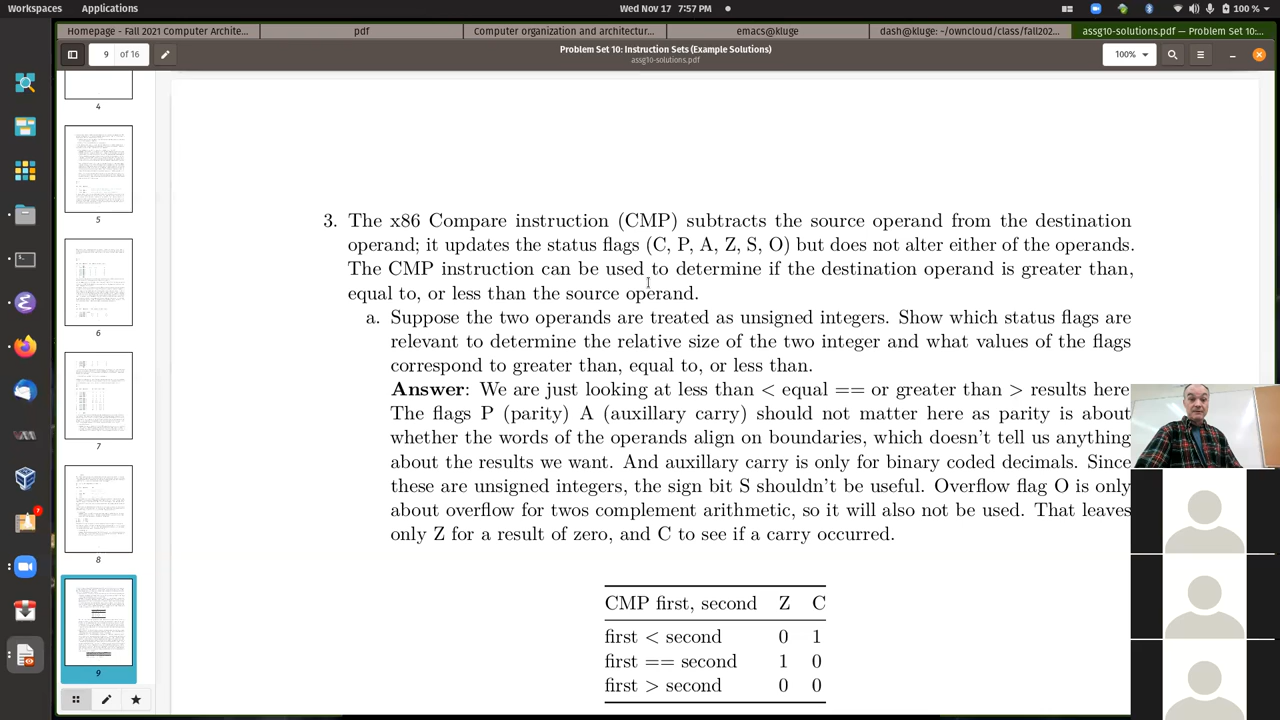 Workspaces Applications Wed Nov 17 7:57 PM 100 %
Homepage - Fall 2021 Computer Archite... pdf Computer organization and architectur... emacs@kluge dash@kluge: ~/owncloud/class/fall202... assg10-solutions.pdf — Problem Set 10:...
9 of 16 Problem Set 10: Instruction Sets (Example Solutions) 100%
assg10-solutions.pdf
4
5
6
7
8
9
3. The x86 Compare instruction (CMP) subtracts the source operand from the destination
operand; it updates the status flags (C, P, A, Z, S, O) but does not alter either of the operands.
The CMP instruction can be used to determine if the destination operand is greater than,
equal to, or less than the source operand.
a. Suppose the two operands are treated as unsigned integers. Show which status flags are
relevant to determine the relative size of the two integer and what values of the flags
correspond to greater than, equal to, or less than.
Answer: We are just looking at less than < equal == or greater than > results here
The flags P (parity) A (auxillary carry) should not matter here as parity is about
whether the words of the operands align on boundaries, which doesn't tell us anything
about the results we want. And auxillary carry is only for binary coded decimals. Since
these are unsigned integers, the sign bit S shouldn't be useful. Overflow flag O is only
about overflow for twos complement arithmetic, so it will also not be used. That leaves
only Z for a result of zero, and C to see if a carry occurred.
CMP first, second Z C
first < second 0 1
first == second 1 0
first > second 0 0